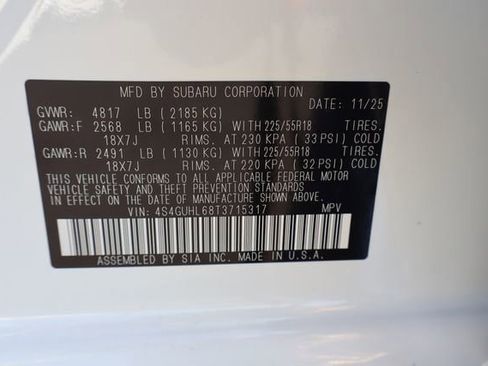 MFD BY SUBARU CORPORATION
GVWR: 4817 LB ( 2185 KG) DATE: 11/25
GAWR:F 2568 LB ( 1165 KG) WITH 225/55R18 TIRES.
18X7J RIMS. AT 230 KPA ( 33 PSI) COLD
GAWR:R 2491 LB ( 1130 KG) WITH 225/55R18 TIRES.
18X7J RIMS. AT 220 KPA ( 32 PSI) COLD
THIS VEHICLE CONFORMS TO ALL APPLICABLE FEDERAL MOTOR
VEHICLE SAFETY AND BUMPER STANDARDS
IN EFFECT ON THE DATE OF MANUFACTURE SHOWN ABOVE.
VIN: 4S4GUHL68T3715317 MPV
ASSEMBLED BY SIA INC. MADE IN U.S.A.